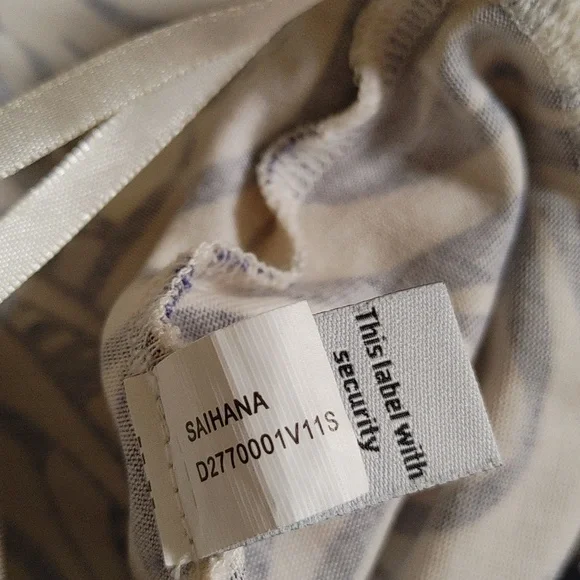 SAIHANA
D2770001V11S
This label with
security